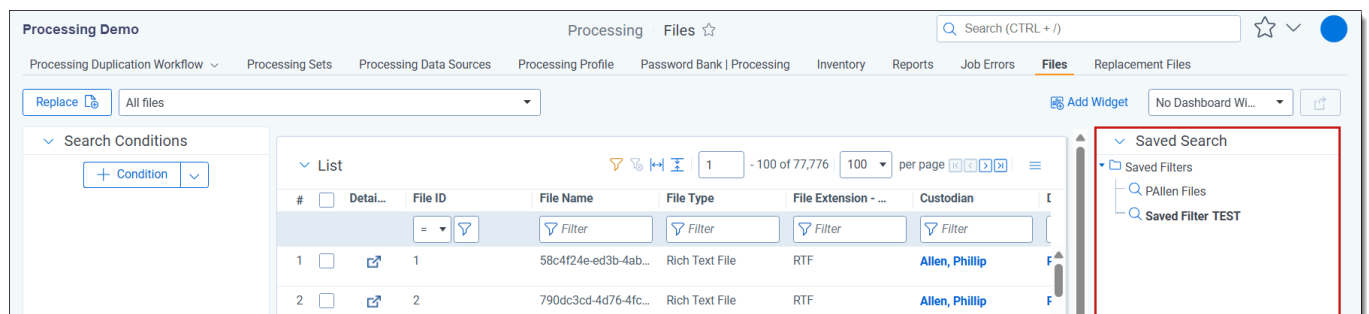 Processing Demo
Processing Files
Search (CTRL + /)
Processing Duplication Workflow Processing Sets Processing Data Sources Processing Profile Password Bank | Processing Inventory Reports Job Errors Files Replacement Files
Replace All files Add Widget No Dashboard Wi...
Search Conditions
+ Condition
List 1 - 100 of 77,776 100 per page
# Detai... File ID File Name File Type File Extension - ... Custodian
= Filter Filter Filter Filter
1 1 58c4f24e-ed3b-4ab... Rich Text File RTF Allen, Phillip
2 2 790dc3cd-4d76-4fc... Rich Text File RTF Allen, Phillip
Saved Search
Saved Filters
PAllen Files
Saved Filter TEST